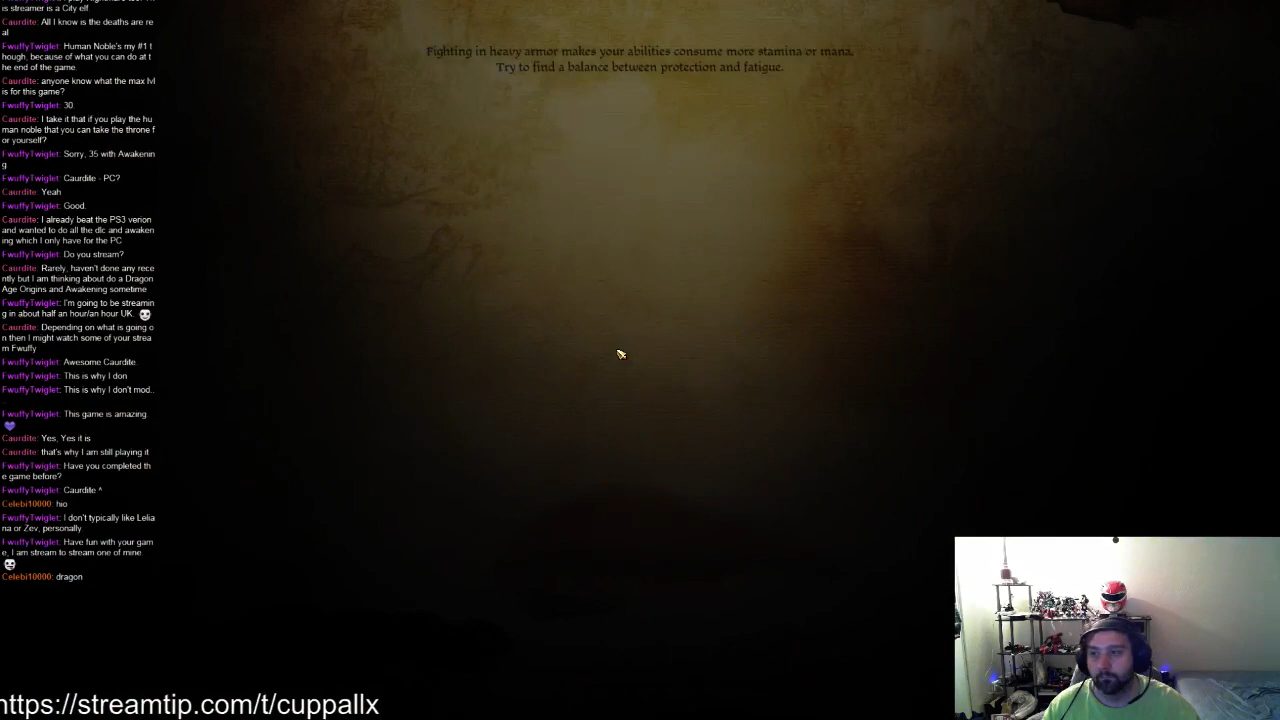 is streamer is a City elf
Caurdite: All I know is the deaths are re
al
FwuffyTwiglet: Human Noble's my #1 t
hough, because of what you can do at t
he end of the game.
Caurdite: anyone know what the max lvl
is for this game?
FwuffyTwiglet: 30.
Caurdite: I take it that if you play the hu
man noble that you can take the throne f
or yourself?
FwuffyTwiglet: Sorry, 35 with Awakenin
g
FwuffyTwiglet: Caurdite - PC?
Caurdite: Yeah
FwuffyTwiglet: Good.
Caurdite: I already beat the PS3 verion
and wanted to do all the dlc and awaken
ing which I only have for the PC
FwuffyTwiglet: Do you stream?
Caurdite: Rarely, haven't done any rece
ntly but I am thinking about do a Dragon
Age Origins and Awakening sometime
FwuffyTwiglet: I'm going to be streamin
g in about half an hour/an hour UK.
Caurdite: Depending on what is going o
n then I might watch some of your strea
m Fwuffy
FwuffyTwiglet: Awesome Caurdite
FwuffyTwiglet: This is why I don
FwuffyTwiglet: This is why I don't mod..
.
FwuffyTwiglet: This game is amazing.
Caurdite: Yes, Yes it is
Caurdite: that's why I am still playing it
FwuffyTwiglet: Have you completed th
e game before?
FwuffyTwiglet: Caurdite ^
Celebi10000: hio
FwuffyTwiglet: I don't typically like Lelia
na or Zev, personally
FwuffyTwiglet: Have fun with your gam
e, I am stream to stream one of mine.
Celebi10000: dragon
Fighting in heavy armor makes your abilities consume more stamina or mana.
Try to find a balance between protection and fatigue.
https://streamtip.com/t/cuppallx